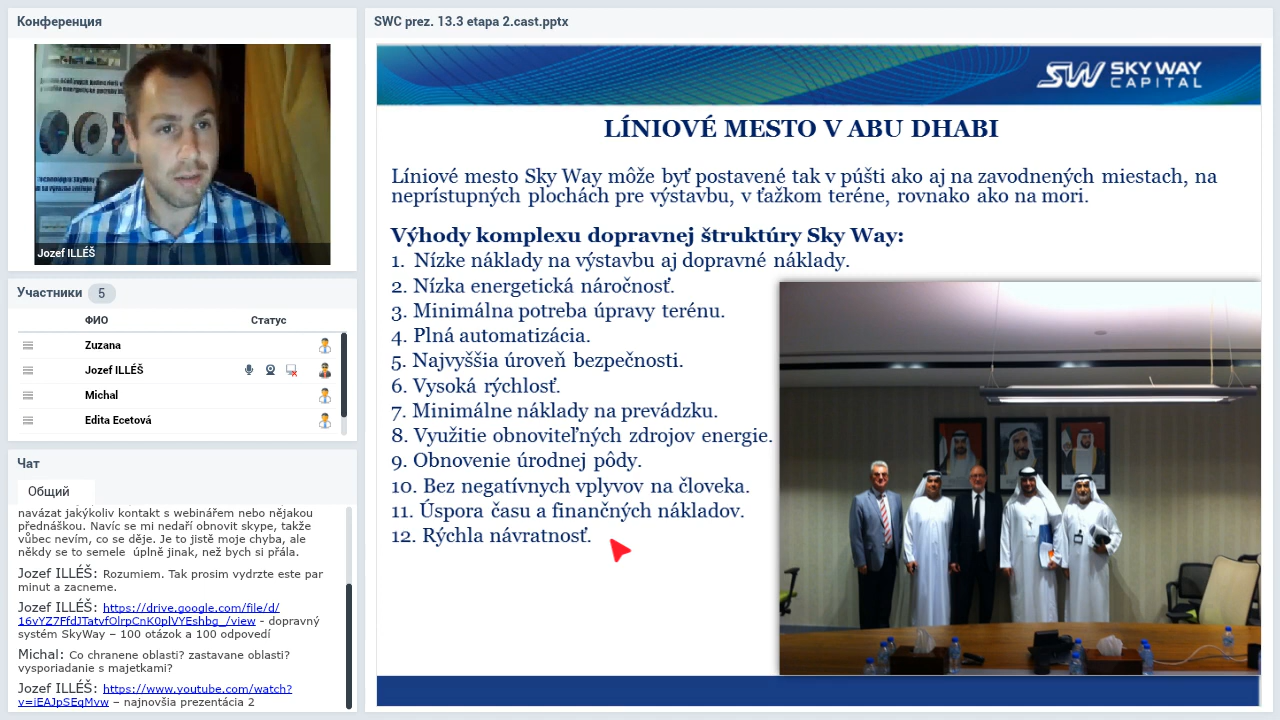 Конференция
Jozef ILLÉŠ
Участники 5
ФИО Статус
Zuzana
Jozef ILLÉŠ
Michal
Edita Ecetová
Чат
Общий
navázat jakýkoliv kontakt s webinářem nebo nějakou
přednáškou. Navíc se mi nedaří obnovit skype, takže
vůbec nevím, co se děje. Je to jistě moje chyba, ale
někdy se to semele úplně jinak, než bych si přála.
Jozef ILLÉŠ: Rozumiem. Tak prosim vydrzte este par
minut a zacneme.
Jozef ILLÉŠ: https://drive.google.com/file/d/
16vYZ7FfdJTatvfOlrpCnK0plVYEshbg_/view - dopravný
systém SkyWay – 100 otázok a 100 odpovedí
Michal: Co chranene oblasti? zastavane oblasti?
vysporiadanie s majetkami?
Jozef ILLÉŠ: https://www.youtube.com/watch?
v=iEAJpSEqMvw – najnovšia prezentácia 2
SWC prez. 13.3 etapa 2.cast.pptx
SW SKY WAY
CAPITAL
LÍNIOVÉ MESTO V ABU DHABI
Líniové mesto Sky Way môže byť postavené tak v púšti ako aj na zavodnených miestach, na
neprístupných plochách pre výstavbu, v ťažkom teréne, rovnako ako na mori.
Výhody komplexu dopravnej štruktúry Sky Way:
1. Nízke náklady na výstavbu aj dopravné náklady.
2. Nízka energetická náročnosť.
3. Minimálna potreba úpravy terénu.
4. Plná automatizácia.
5. Najvyššia úroveň bezpečnosti.
6. Vysoká rýchlosť.
7. Minimálne náklady na prevádzku.
8. Využitie obnoviteľných zdrojov energie.
9. Obnovenie úrodnej pôdy.
10. Bez negatívnych vplyvov na človeka.
11. Úspora času a finančných nákladov.
12. Rýchla návratnosť.